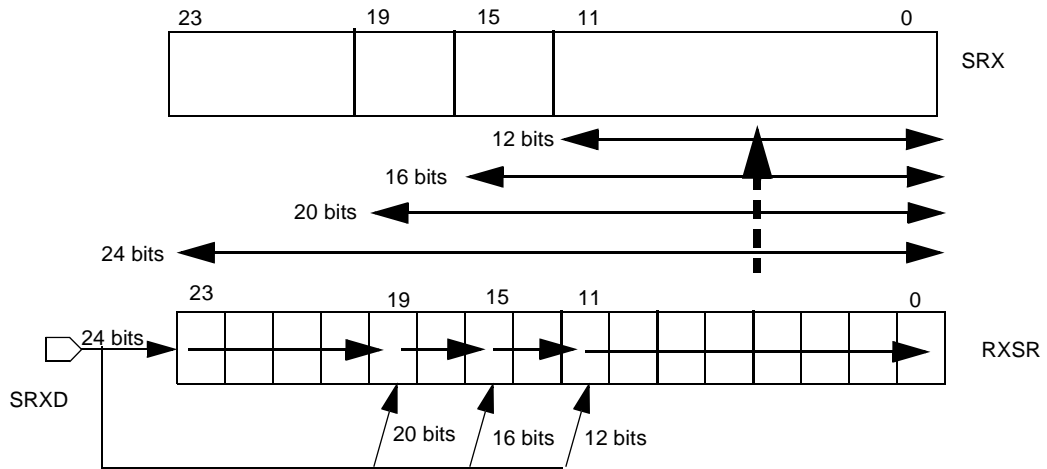 23 19 15 11 0
SRX
12 bits
16 bits
20 bits
24 bits
23 19 15 11 0
24 bits
RXSR
SRXD
20 bits 16 bits 12 bits